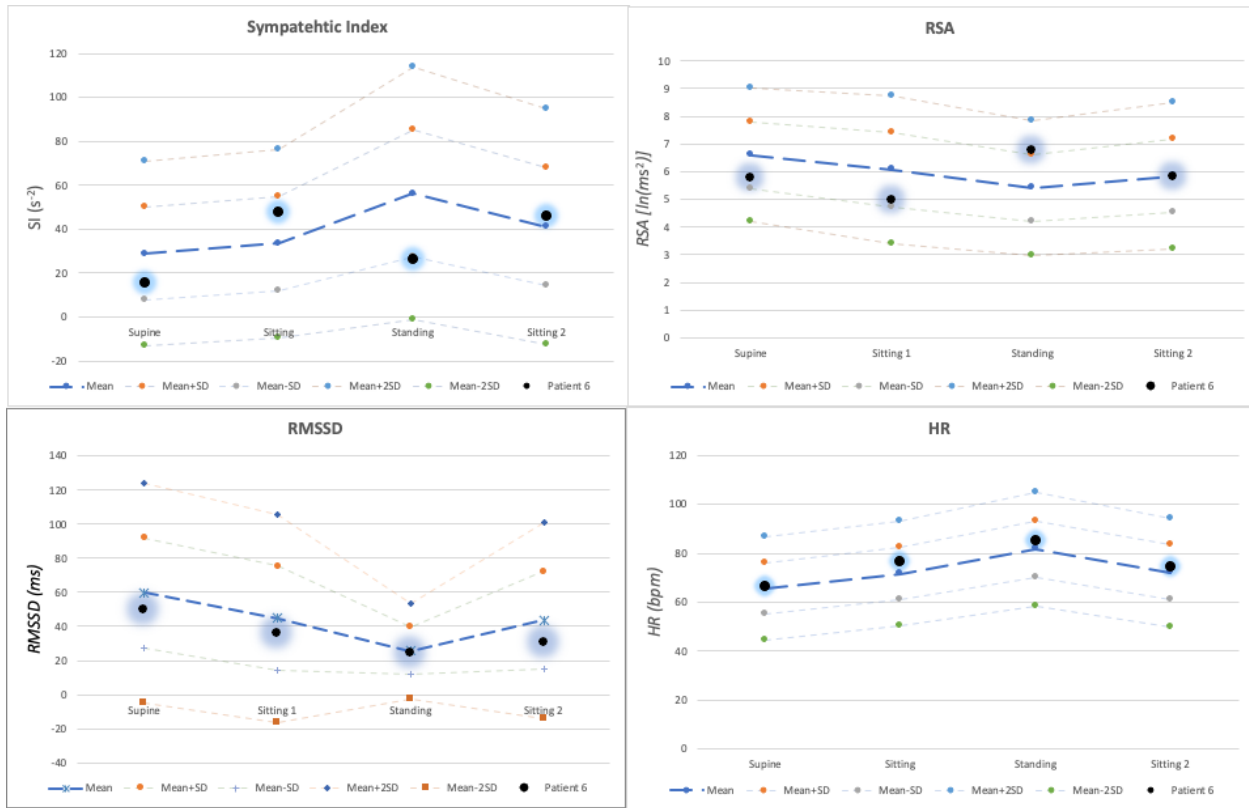 Sympatehtic Index
120
100
80
60
40
20
0
-20
SI (s-2)
Supine Sitting Standing Sitting 2
Mean Mean+SD Mean-SD Mean+2SD Mean-2SD Patient 6
RSA
10
9
8
7
6
5
4
3
2
1
0
RSA [ln(ms²)]
Supine Sitting 1 Standing Sitting 2
Mean Mean+SD Mean-SD Mean+2SD Mean-2SD Patient 6
RMSSD
140
120
100
80
60
40
20
0
-20
-40
RMSSD (ms)
Supine Sitting 1 Standing Sitting 2
Mean Mean+SD Mean-SD Mean+2SD Mean-2SD Patient 6
HR
120
100
80
60
40
20
0
HR (bpm)
Supine Sitting Standing Sitting 2
Mean Mean+SD Mean-SD Mean+2SD Mean-2SD Patient 6